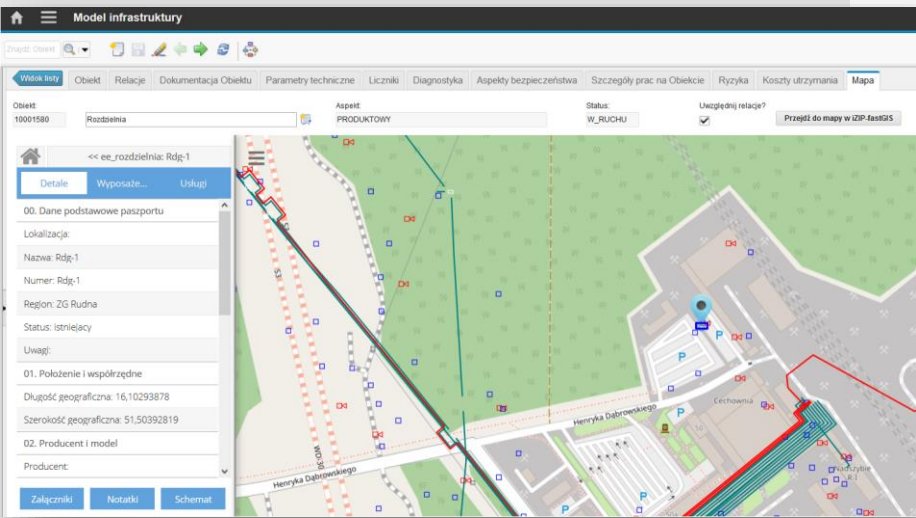 Model infrastruktury
Znajdź: Obiekt
Widok listy Obiekt Relacje Dokumentacja Obiektu Parametry techniczne Liczniki Diagnostyka Aspekty bezpieczeństwa Szczegóły prac na Obiekcie Ryzyka Koszty utrzymania Mapa
Obiekt: Aspekt: Status: Uwzględnij relacje?
10001580 Rozdzielnia PRODUKTOWY W_RUCHU Przejdź do mapy w iZIP-fastGIS
<< ee_rozdzielnia: Rdg-1
Detale Wyposaże... Usługi
00. Dane podstawowe paszportu
Lokalizacja:
Nazwa: Rdg-1
Numer: Rdg-1
Region: ZG Rudna
Status: istniejacy
Uwagi:
01. Położenie i współrzędne
Długość geograficzna: 16,10293878
Szerokość geograficzna: 51,50392819
02. Producent i model
Producent:
Załączniki Notatki Schemat
S3
P
P
P
Cechownia
Henryka Dąbrowskiego
P
Nadszybie
R I
WD-30
Henryka Dąbrowskiego
P
P